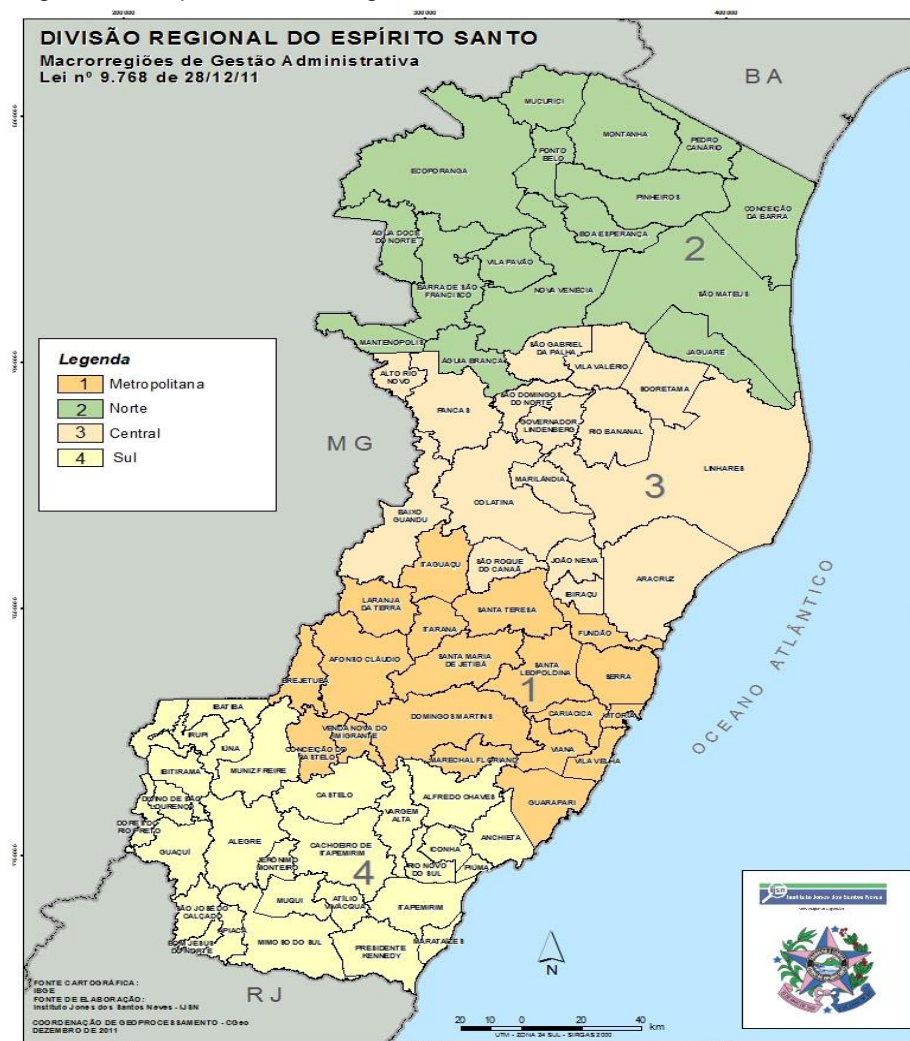 DIVISÃO REGIONAL DO ESPÍRITO SANTO
Macrorregiões de Gestão Administrativa
Lei nº 9.768 de 28/12/11
BA
MUCURICI
MONTANHA
PEDRO
CANÁRIO
PONTO
BELO
ECOPORANGA
PINHEIROS
CONCEIÇÃO
DA BARRA
ÁGUA DOCE
DO NORTE
BOA ESPERANÇA
VILA PAVÃO
2
BARRA DE SÃO
FRANCISCO
NOVA VENÉCIA
SÃO MATEUS
MANTENÓPOLIS
ÁGUIA BRANCA
SÃO GABRIEL
DA PALHA
JAGUARÉ
VILA VALÉRIO
ALTO RIO
NOVO
SOORETAMA
PANCAS
SÃO DOMINGOS
DO NORTE
GOVERNADOR
LINDENBERG
RIO BANANAL
MG
LINHARES
MARILÂNDIA
3
COLATINA
BAIXO
GUANDU
ITAGUAÇU
SÃO ROQUE
DO CANAÃ
JOÃO NEIVA
ARACRUZ
IBIRAÇU
LARANJA
DA TERRA
SANTA TERESA
ITARANA
FUNDÃO
AFONSO CLÁUDIO
SANTA MARIA
DE JETIBÁ
SANTA
LEOPOLDINA
SERRA
BREJETUBA
1
CARIACICA
VITÓRIA
DOMINGOS MARTINS
VENDA NOVA DO
IMIGRANTE
VIANA
VILA VELHA
CONCEIÇÃO DO
CASTELO
MARECHAL FLORIANO
GUARAPARI
OCEANO ATLÂNTICO
IBATIBA
IRUPI
IÚNA
IBITIRAMA
MUNIZ FREIRE
CASTELO
ALFREDO CHAVES
DIVINO DE SÃO
LOURENÇO
VARGEM
ALTA
DORES DO
RIO PRETO
ANCHIETA
ALEGRE
GUAÇUÍ
CACHOEIRO DE
ITAPEMIRIM
ICONHA
JERÔNIMO
MONTEIRO
RIO NOVO
DO SUL
PIÚMA
4
MUQUI
ATÍLIO
VIVÁCQUA
ITAPEMIRIM
SÃO JOSÉ DO
CALÇADO
APIACÁ
BOM JESUS
DO NORTE
MIMOSO DO SUL
PRESIDENTE
KENNEDY
MARATAÍZES
RJ
Legenda
1 Metropolitana
2 Norte
3 Central
4 Sul
Instituto Jones dos Santos Neves
FONTE CARTOGRÁFICA:
IBGE
FONTE DE ELABORAÇÃO:
Instituto Jones dos Santos Neves - IJSN
COORDENAÇÃO DE GEOPROCESSAMENTO - CGeo
DEZEMBRO DE 2011
N
20 10 0 20 40
km
UTM - ZONA 24 SUL - SIRGAS 2000